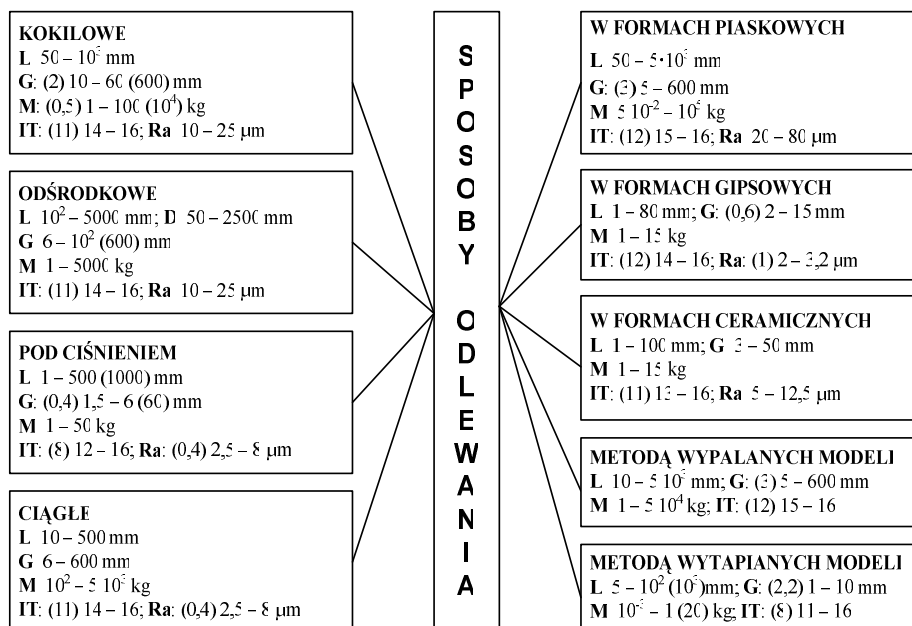 KOKILOWE
L 50 – 10³ mm
G: (2) 10 – 60 (600) mm
M: (0,5) 1 – 100 (10⁴) kg
IT: (11) 14 – 16; Ra 10 – 25 µm
ODŚRODKOWE
L 10² – 5000 mm; D 50 – 2500 mm
G 6 – 10² (600) mm
M 1 – 5000 kg
IT: (11) 14 – 16; Ra 10 – 25 µm
POD CIŚNIENIEM
L 1 – 500 (1000) mm
G: (0,4) 1,5 – 6 (60) mm
M 1 – 50 kg
IT: (8) 12 – 16; Ra: (0,4) 2,5 – 8 µm
CIĄGŁE
L 10 – 500 mm
G 6 – 600 mm
M 10² – 5 10³ kg
IT: (11) 14 – 16; Ra: (0,4) 2,5 – 8 µm
SPOSOBY ODLEWANIA
W FORMACH PIASKOWYCH
L 50 – 5·10³ mm
G: (3) 5 – 600 mm
M 5 10⁻² – 10⁵ kg
IT: (12) 15 – 16; Ra 20 – 80 µm
W FORMACH GIPSOWYCH
L 1 – 80 mm; G: (0,6) 2 – 15 mm
M 1 – 15 kg
IT: (12) 14 – 16; Ra: (1) 2 – 3,2 µm
W FORMACH CERAMICZNYCH
L 1 – 100 mm; G 3 – 50 mm
M 1 – 15 kg
IT: (11) 13 – 16; Ra 5 – 12,5 µm
METODĄ WYPALANYCH MODELI
L 10 – 5 10³ mm; G: (3) 5 – 600 mm
M 1 – 5 10⁴ kg; IT: (12) 15 – 16
METODĄ WYTAPIANYCH MODELI
L 5 – 10² (10³)mm; G: (2,2) 1 – 10 mm
M 10⁻³ – 1 (20) kg; IT: (8) 11 – 16